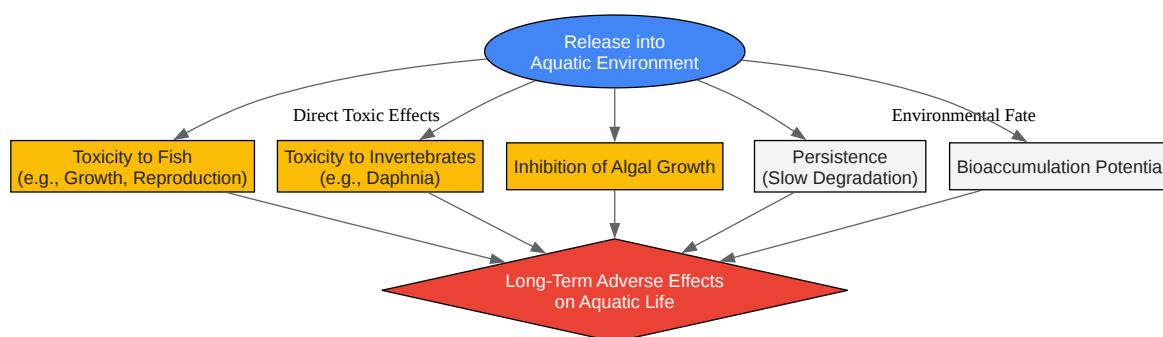 Release into
Aquatic Environment
Direct Toxic Effects
Environmental Fate
Toxicity to Fish
(e.g., Growth, Reproduction)
Toxicity to Invertebrates
(e.g., Daphnia)
Inhibition of Algal Growth
Persistence
(Slow Degradation)
Bioaccumulation Potential
Long-Term Adverse Effects
on Aquatic Life